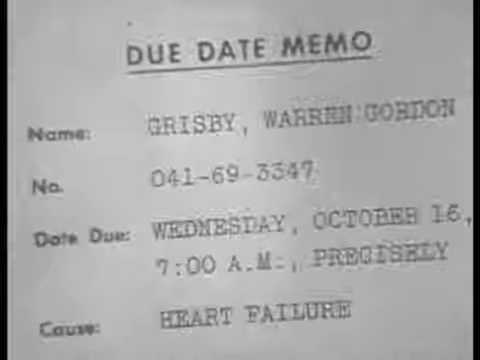 DUE DATE MEMO
Name: GRISBY, WARREN GORDON
No. 041-69-3347
Date Due: WEDNESDAY, OCTOBER 16,
7:00 A.M., PRECISELY
Cause: HEART FAILURE